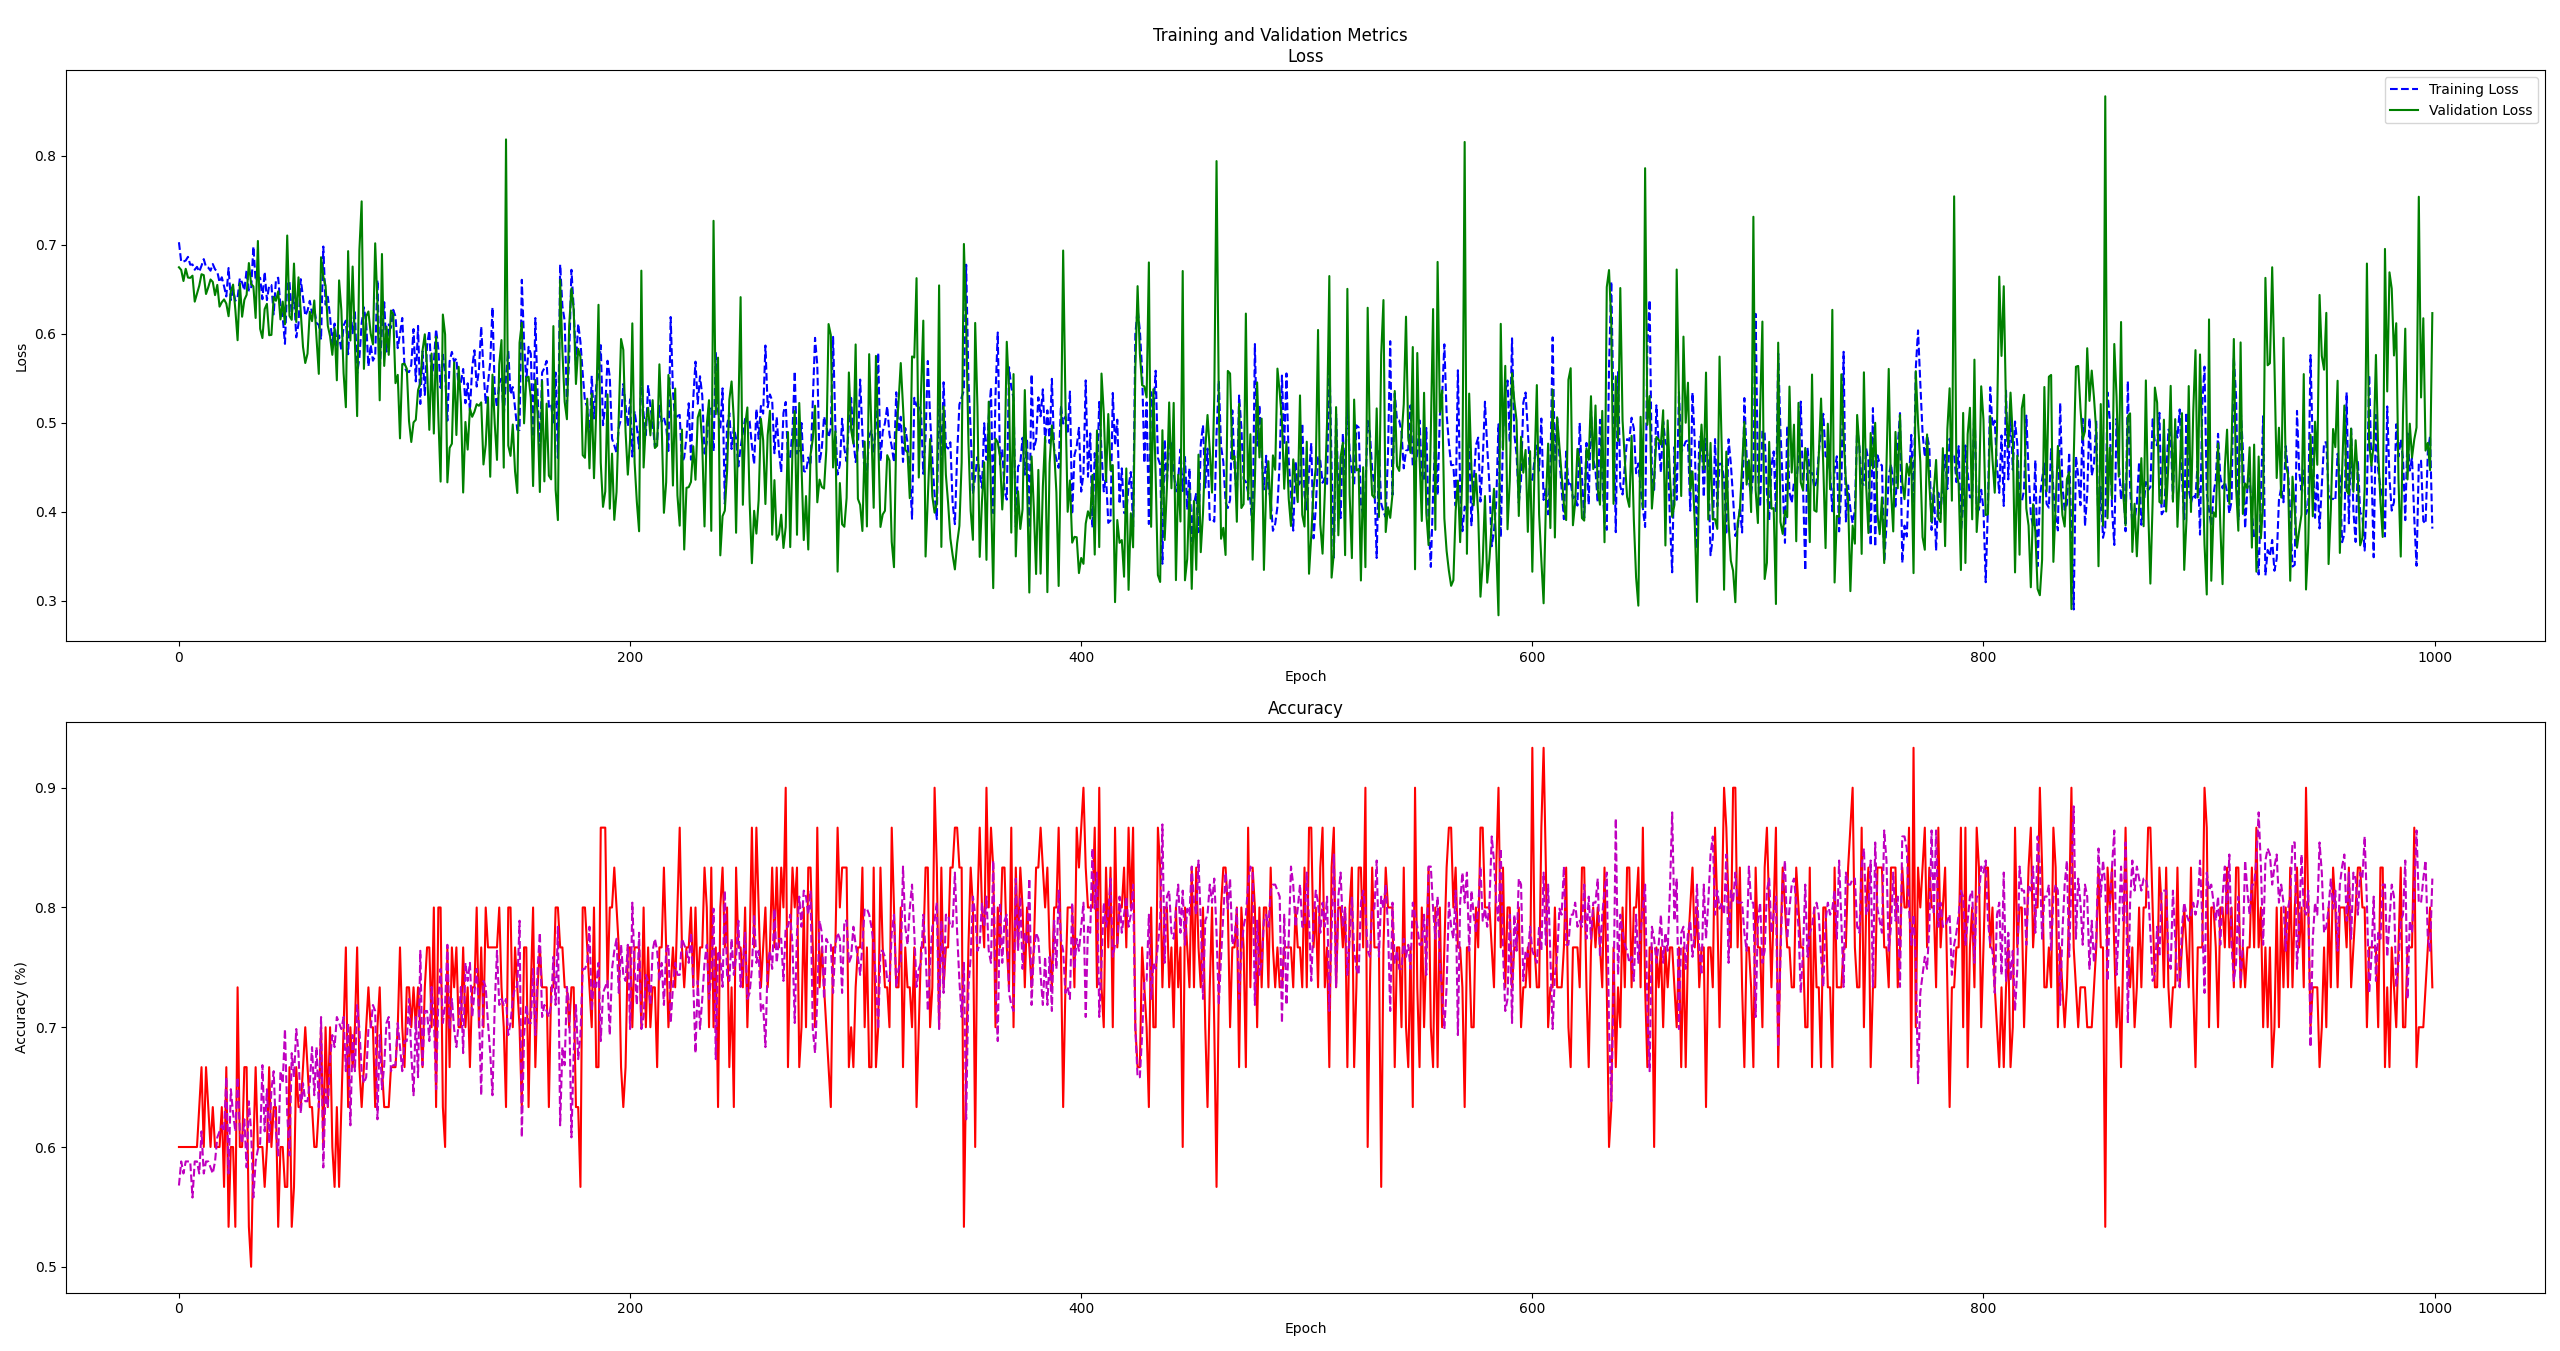 Training and Validation Metrics
Loss
Training Loss
Validation Loss
0.8
0.7
0.6
0.5
0.4
0.3
Loss
0 200 400 600 800 1000
Epoch
Accuracy
0.9
0.8
0.7
0.6
0.5
Accuracy (%)
0 200 400 600 800 1000
Epoch